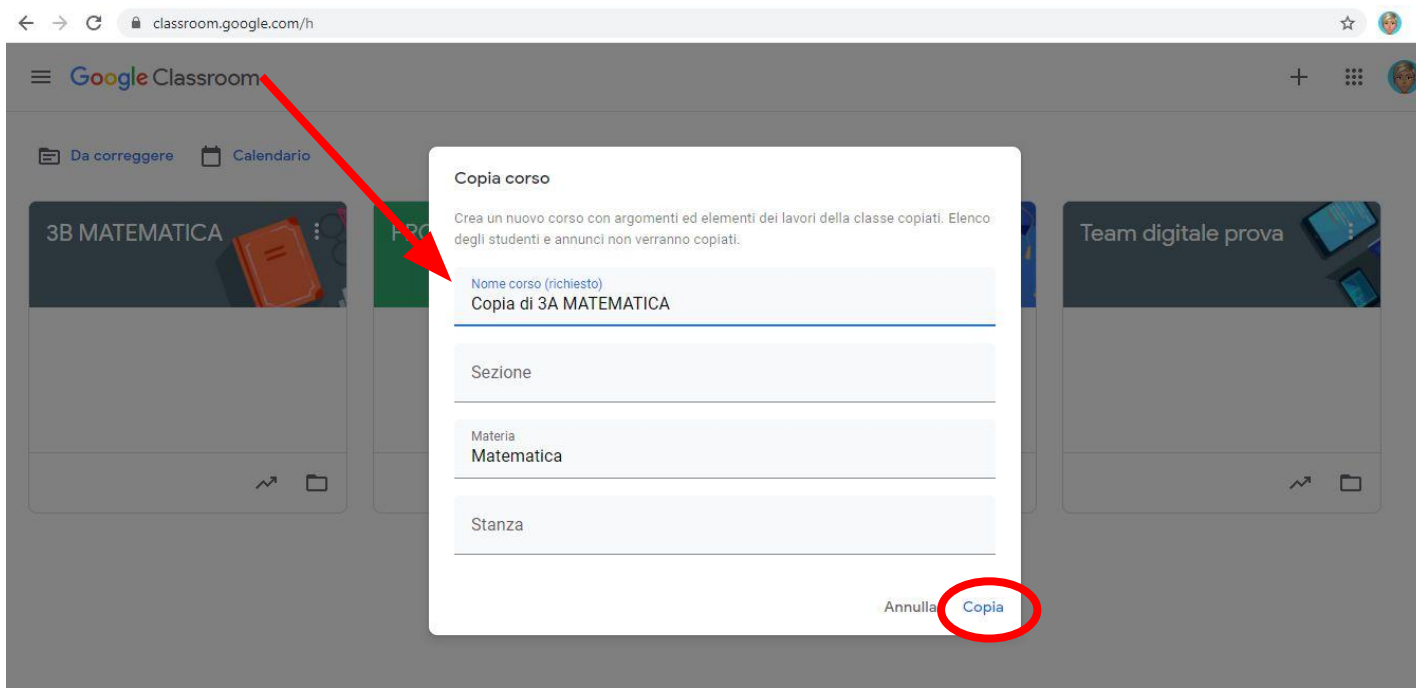 classroom.google.com/h
Google Classroom
Da correggere
Calendario
3B MATEMATICA
Team digitale prova
Copia corso
Crea un nuovo corso con argomenti ed elementi dei lavori della classe copiati. Elenco
degli studenti e annunci non verranno copiati.
Nome corso (richiesto)
Copia di 3A MATEMATICA
Sezione
Materia
Matematica
Stanza
Annulla
Copia